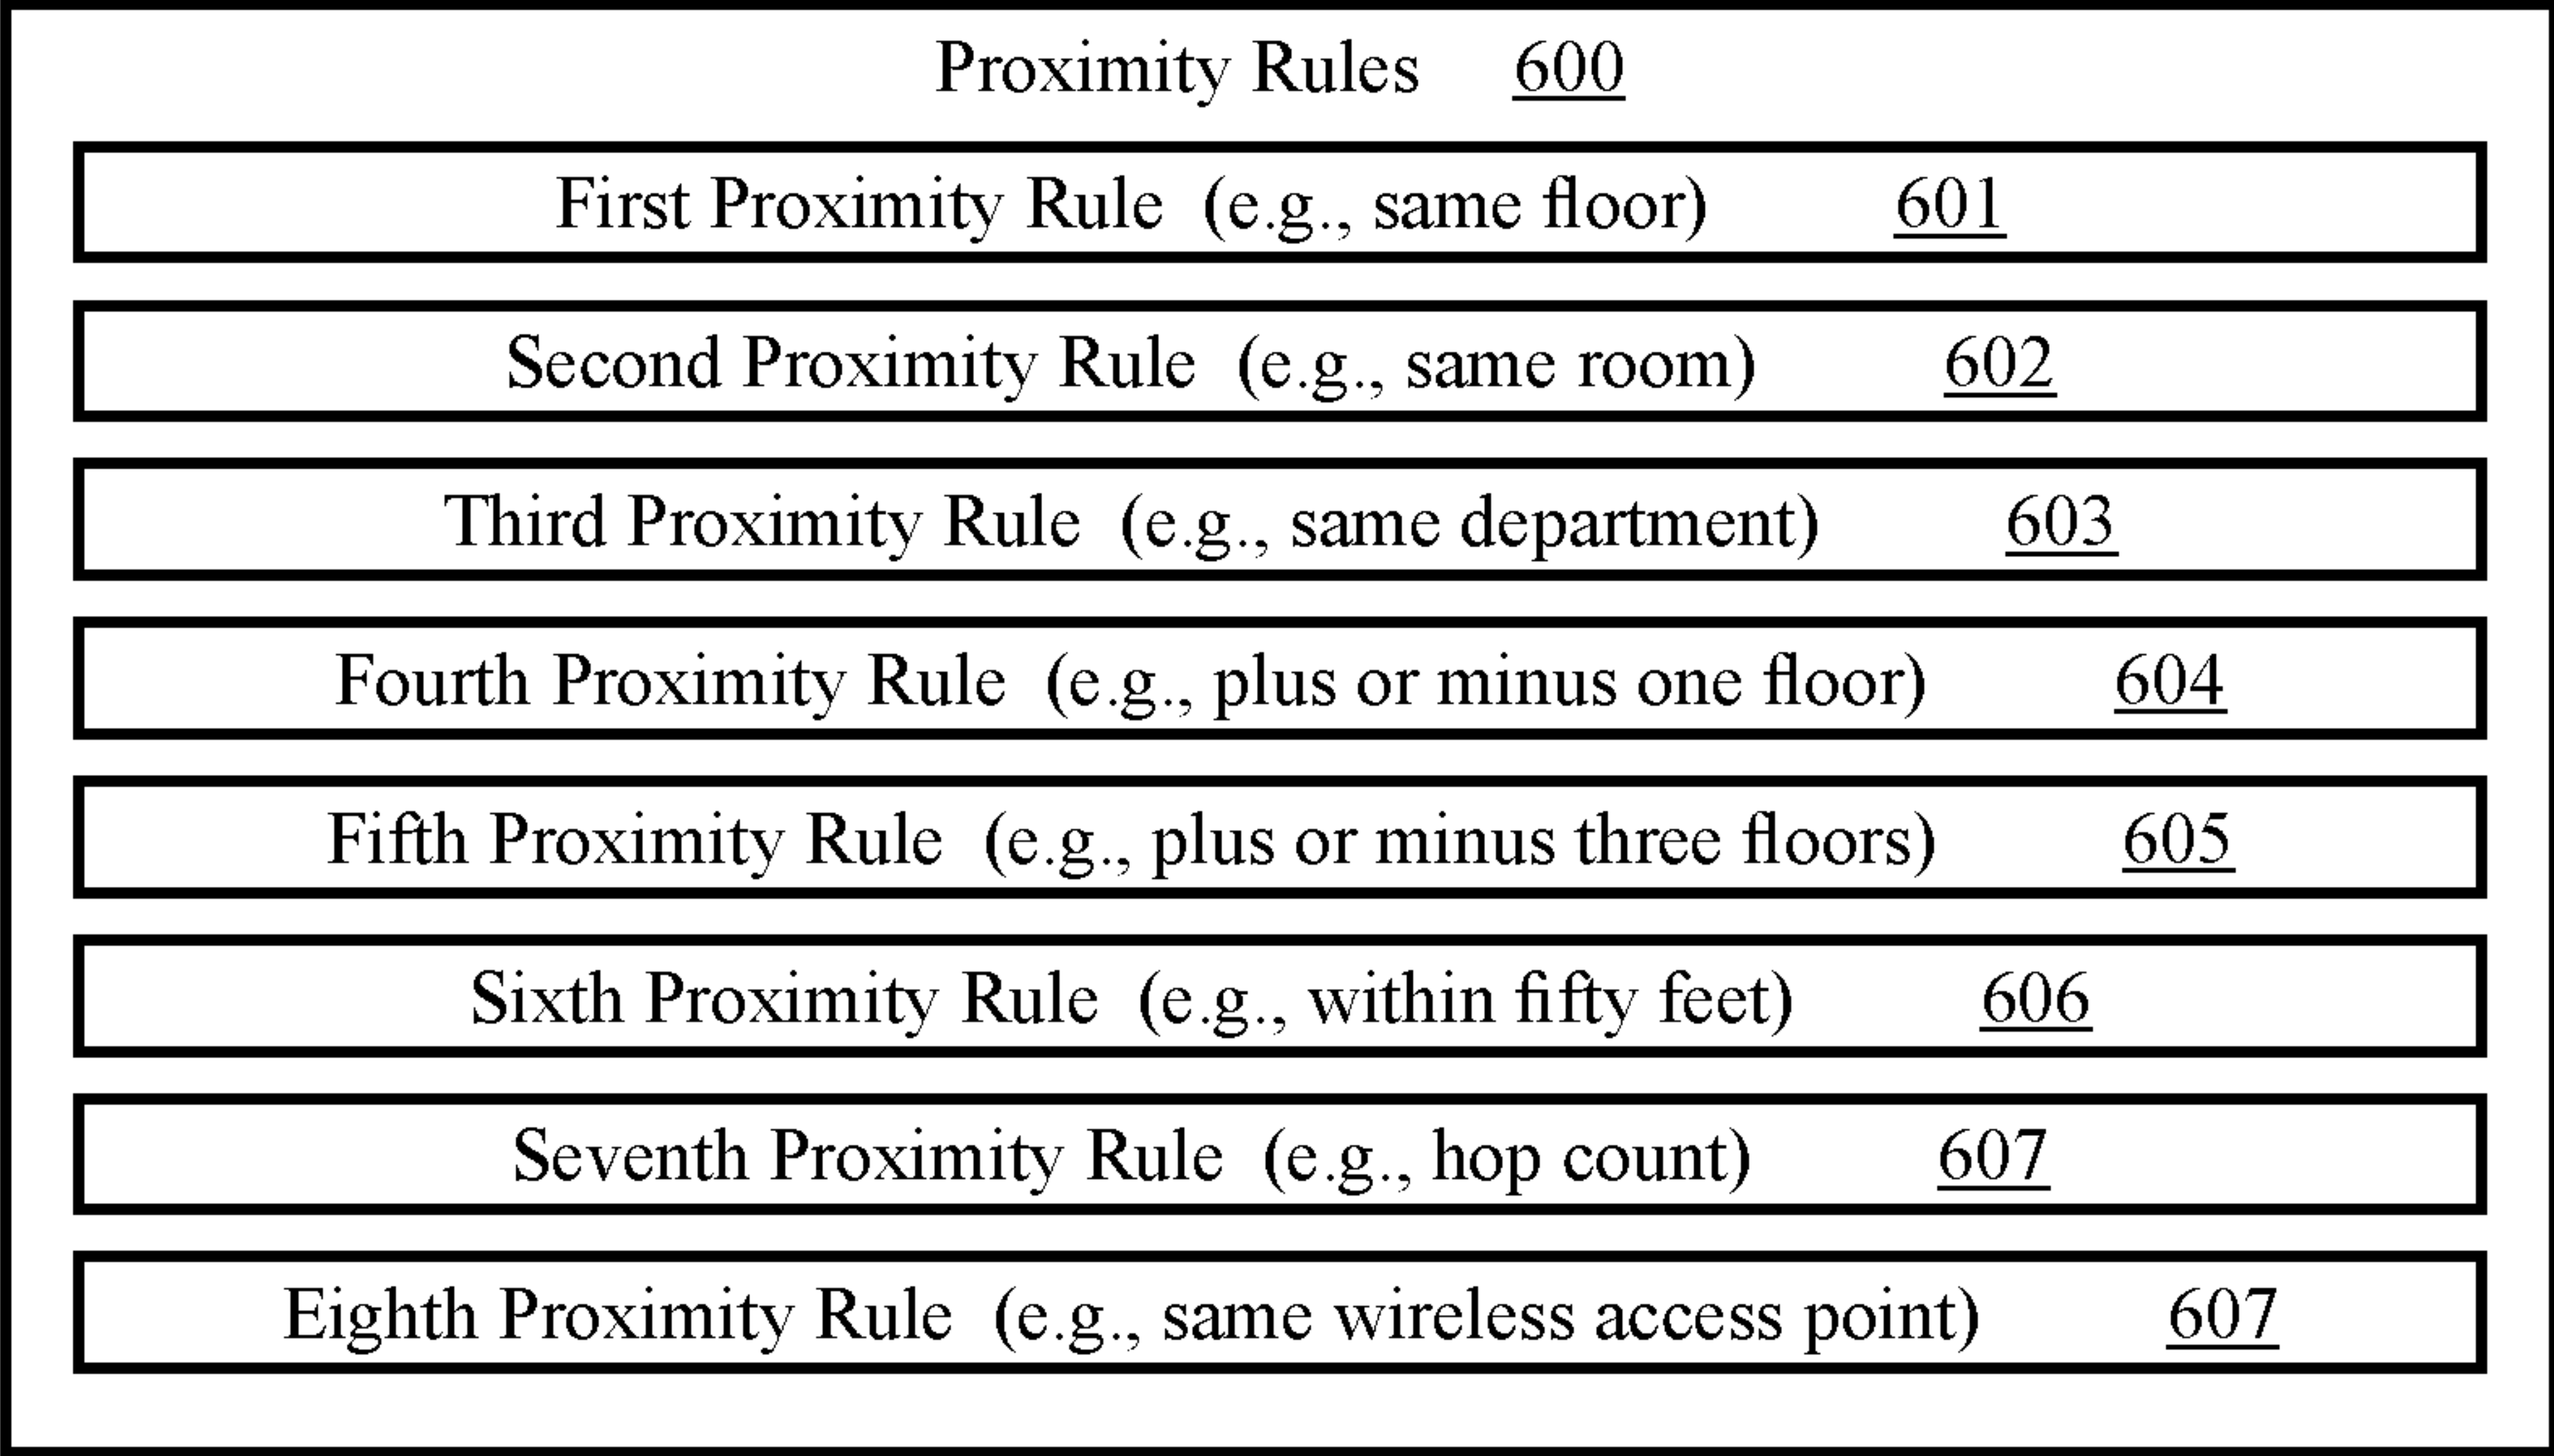 Proximity Rules 600
First Proximity Rule (e.g., same floor) 601
Second Proximity Rule (e.g., same room) 602
Third Proximity Rule (e.g., same department) 603
Fourth Proximity Rule (e.g., plus or minus one floor) 604
Fifth Proximity Rule (e.g., plus or minus three floors) 605
Sixth Proximity Rule (e.g., within fifty feet) 606
Seventh Proximity Rule (e.g., hop count) 607
Eighth Proximity Rule (e.g., same wireless access point) 607